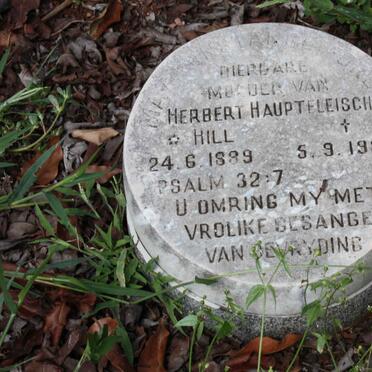 DIERBARE
MOEDER VAN
HERBERT HAUPTFLEISCH
☆ HILL †
24.6.1889 5.9.19
PSALM 32:7
U OMRING MY MET
VROLIKE GESANGE
VAN BEVRYDING